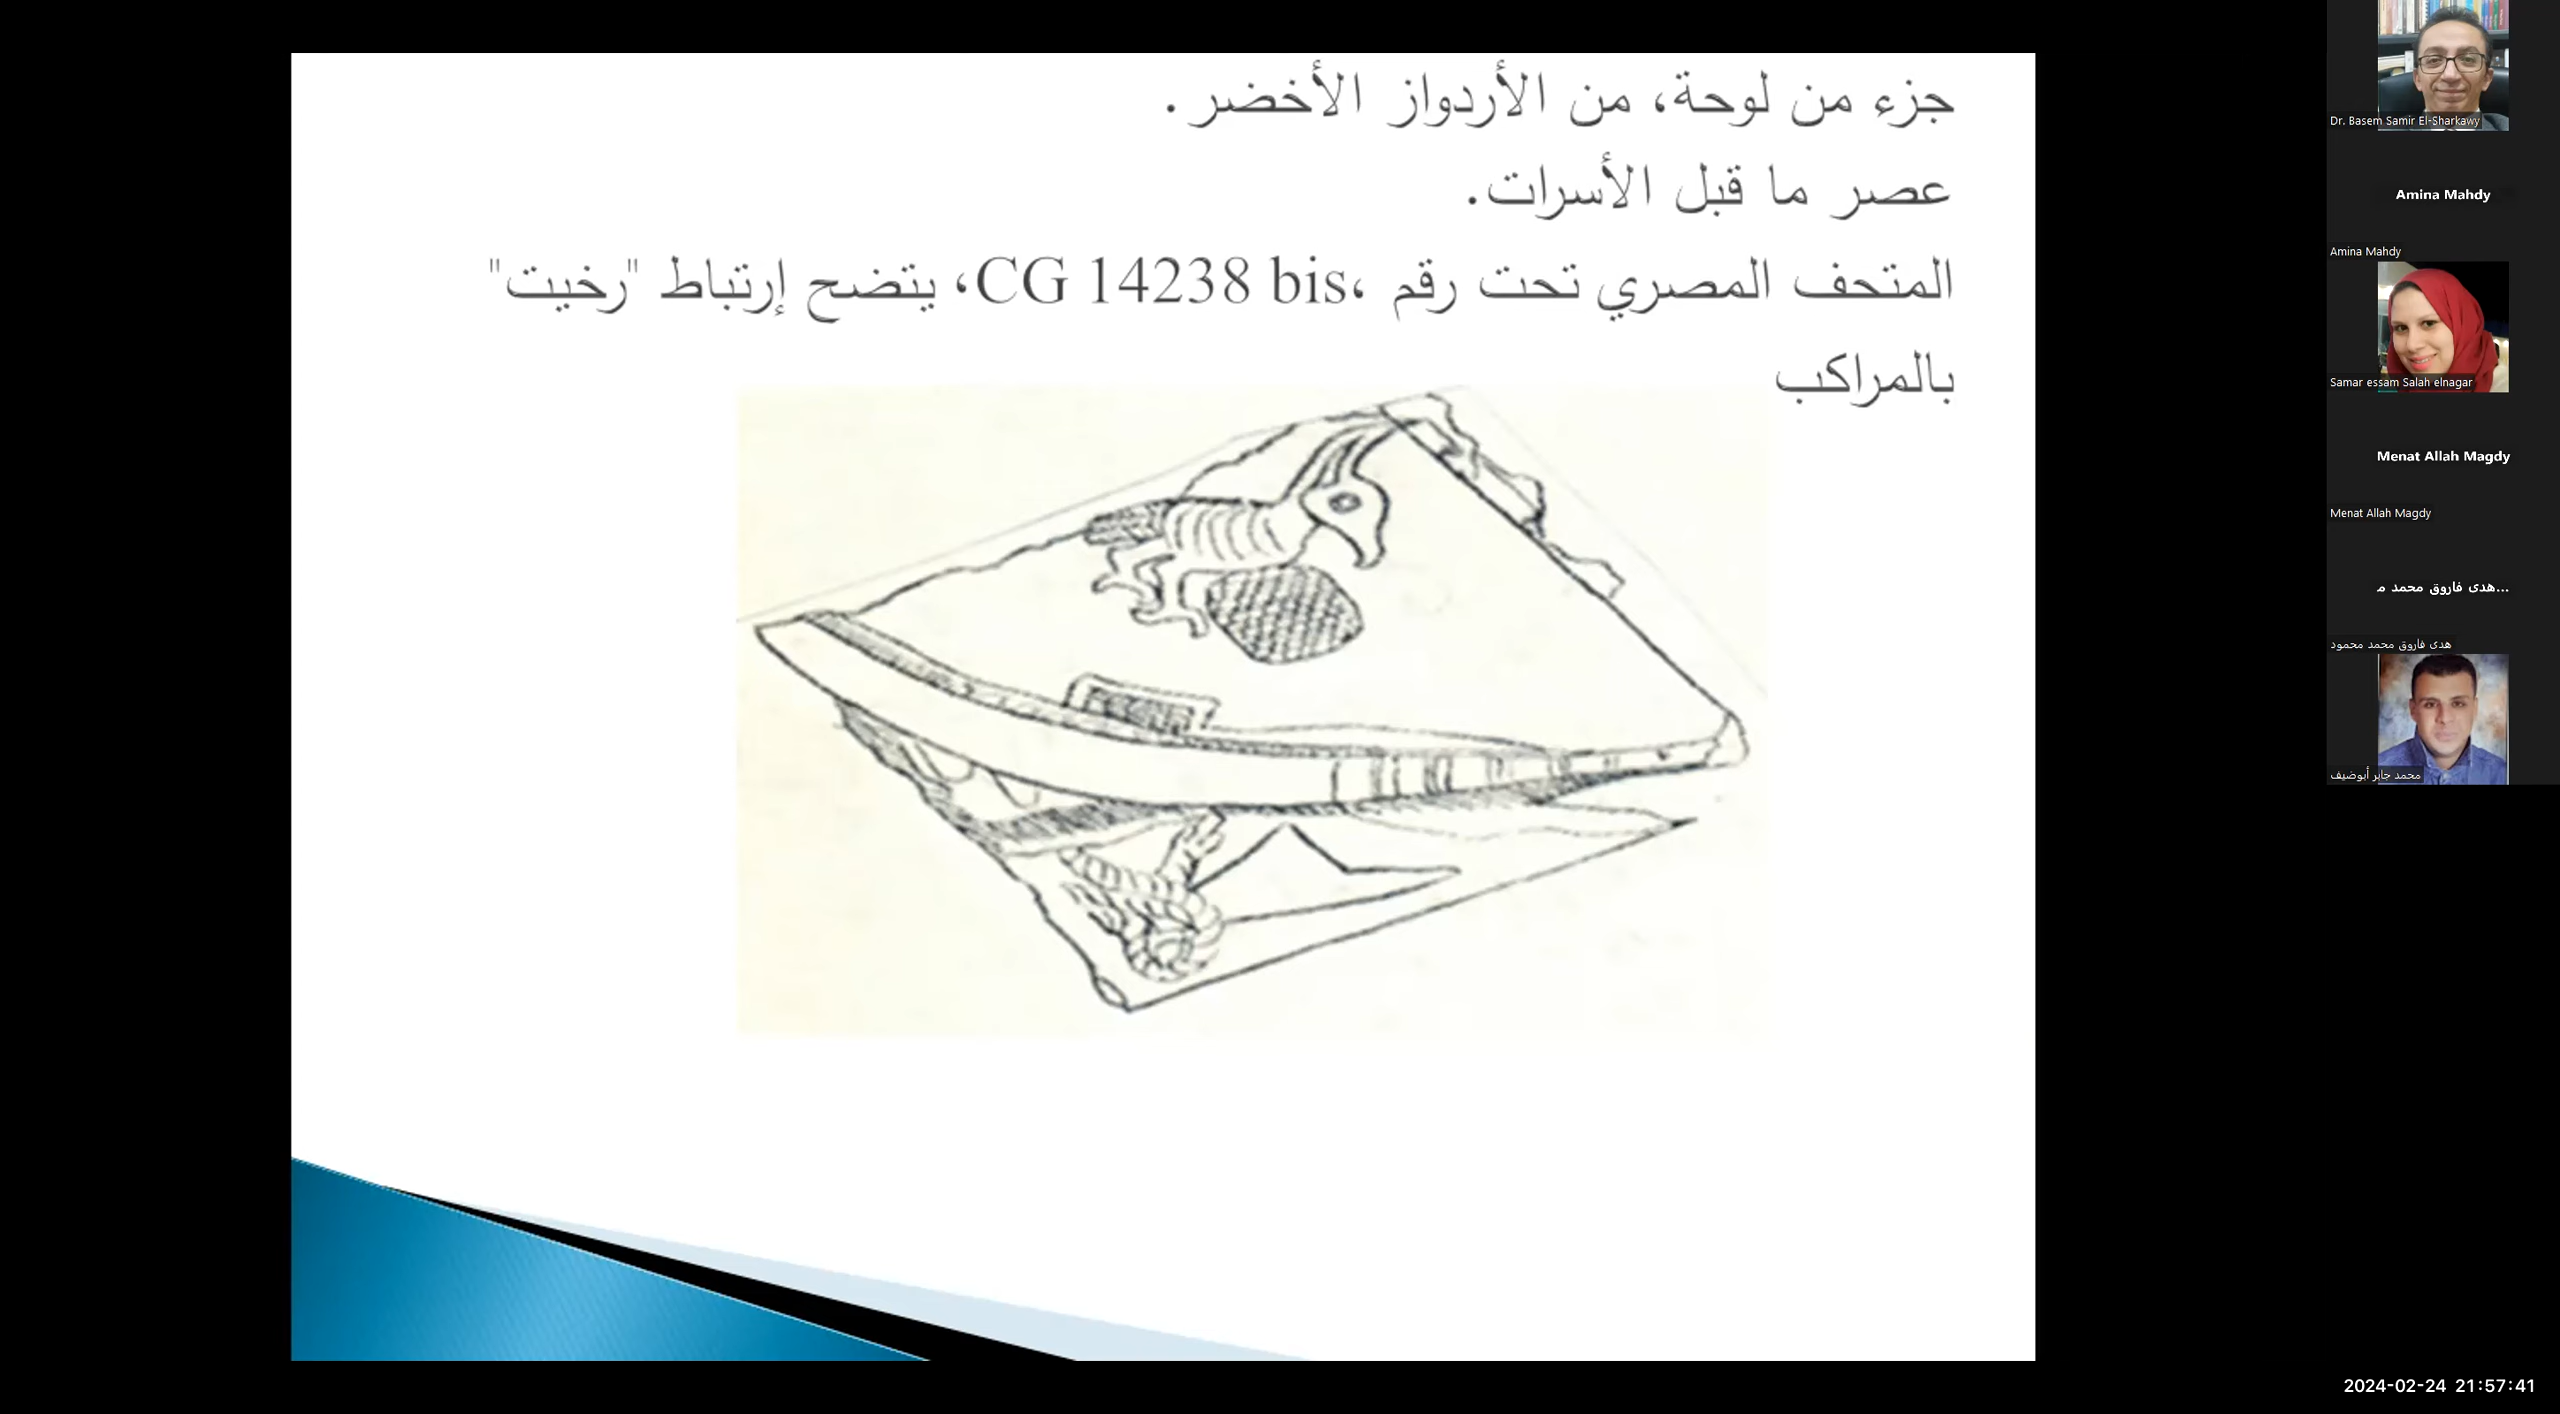 جزء من لوحة، من الأردواز الأخضر.
عصر ما قبل الأسرات.
المتحف المصري تحت رقم ،CG 14238 bis، يتضح إرتباط "رخيت"
بالمراكب
Dr. Basem Samir El-Sharkawy
Amina Mahdy
Amina Mahdy
Samar essam Salah elnagar
Menat Allah Magdy
Menat Allah Magdy
هدى فاروق محمد م...
هدى فاروق محمد محمود
محمد جابر أبوضيف
2024-02-24 21:57:41